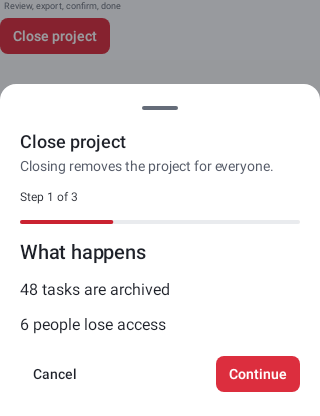 Review, export, confirm, done
Close project
Close project
Closing removes the project for everyone.
Step 1 of 3
What happens
48 tasks are archived
6 people lose access
Cancel
Continue